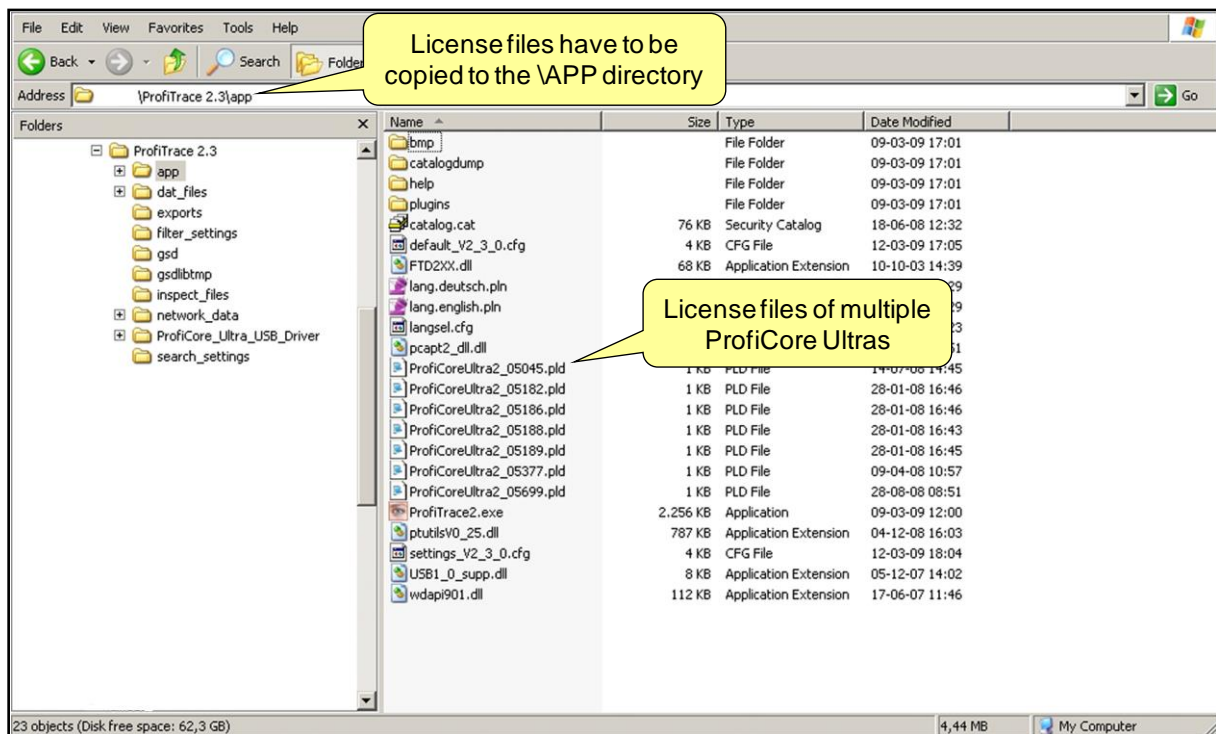 File Edit View Favorites Tools Help
License files have to be
copied to the \APP directory
Back Search Folder
Address \ProfiTrace 2.3\app Go
Folders
Name Size Type Date Modified
ProfiTrace 2.3
app
dat_files
exports
filter_settings
gsd
gsdlibtmp
inspect_files
network_data
ProfiCore_Ultra_USB_Driver
search_settings
bmp File Folder 09-03-09 17:01
catalogdump File Folder 09-03-09 17:01
help File Folder 09-03-09 17:01
plugins File Folder 09-03-09 17:01
catalog.cat 76 KB Security Catalog 18-06-08 12:32
default_V2_3_0.cfg 4 KB CFG File 12-03-09 17:05
FTD2XX.dll 68 KB Application Extension 10-10-03 14:39
lang.deutsch.pln
lang.english.pln
langsel.cfg
pcapt2_dll.dll
License files of multiple
ProfiCore Ultras
ProfiCoreUltra2_05045.pld 1 KB PLD File 14-07-08 14:45
ProfiCoreUltra2_05182.pld 1 KB PLD File 28-01-08 16:46
ProfiCoreUltra2_05186.pld 1 KB PLD File 28-01-08 16:46
ProfiCoreUltra2_05188.pld 1 KB PLD File 28-01-08 16:43
ProfiCoreUltra2_05189.pld 1 KB PLD File 28-01-08 16:45
ProfiCoreUltra2_05377.pld 1 KB PLD File 09-04-08 10:57
ProfiCoreUltra2_05699.pld 1 KB PLD File 28-08-08 08:51
ProfiTrace2.exe 2.256 KB Application 09-03-09 12:00
ptutilsV0_25.dll 787 KB Application Extension 04-12-08 16:03
settings_V2_3_0.cfg 4 KB CFG File 12-03-09 18:04
USB1_0_supp.dll 8 KB Application Extension 05-12-07 14:02
wdapi901.dll 112 KB Application Extension 17-06-07 11:46
23 objects (Disk free space: 62,3 GB) 4,44 MB My Computer